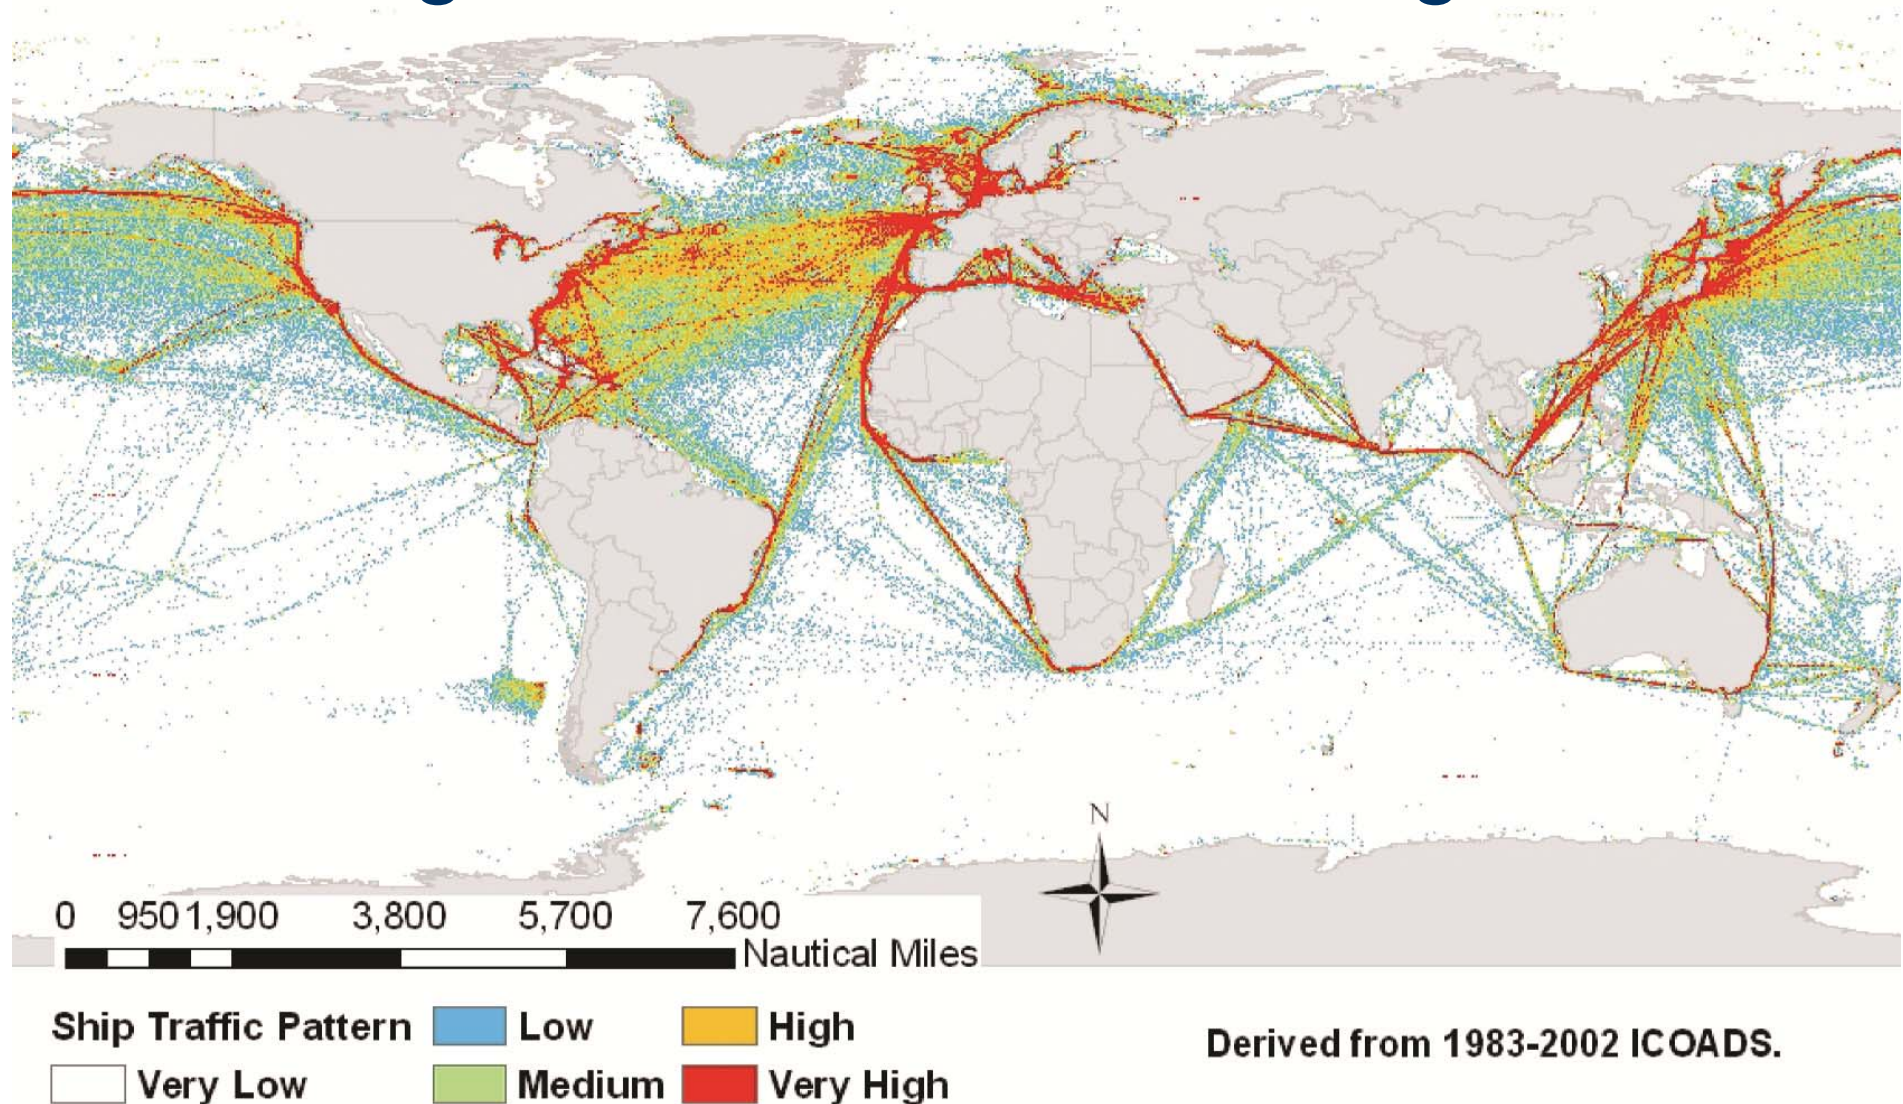 N
0 950 1,900 3,800 5,700 7,600
Nautical Miles
Ship Traffic Pattern Low High
Very Low Medium Very High
Derived from 1983-2002 ICOADS.